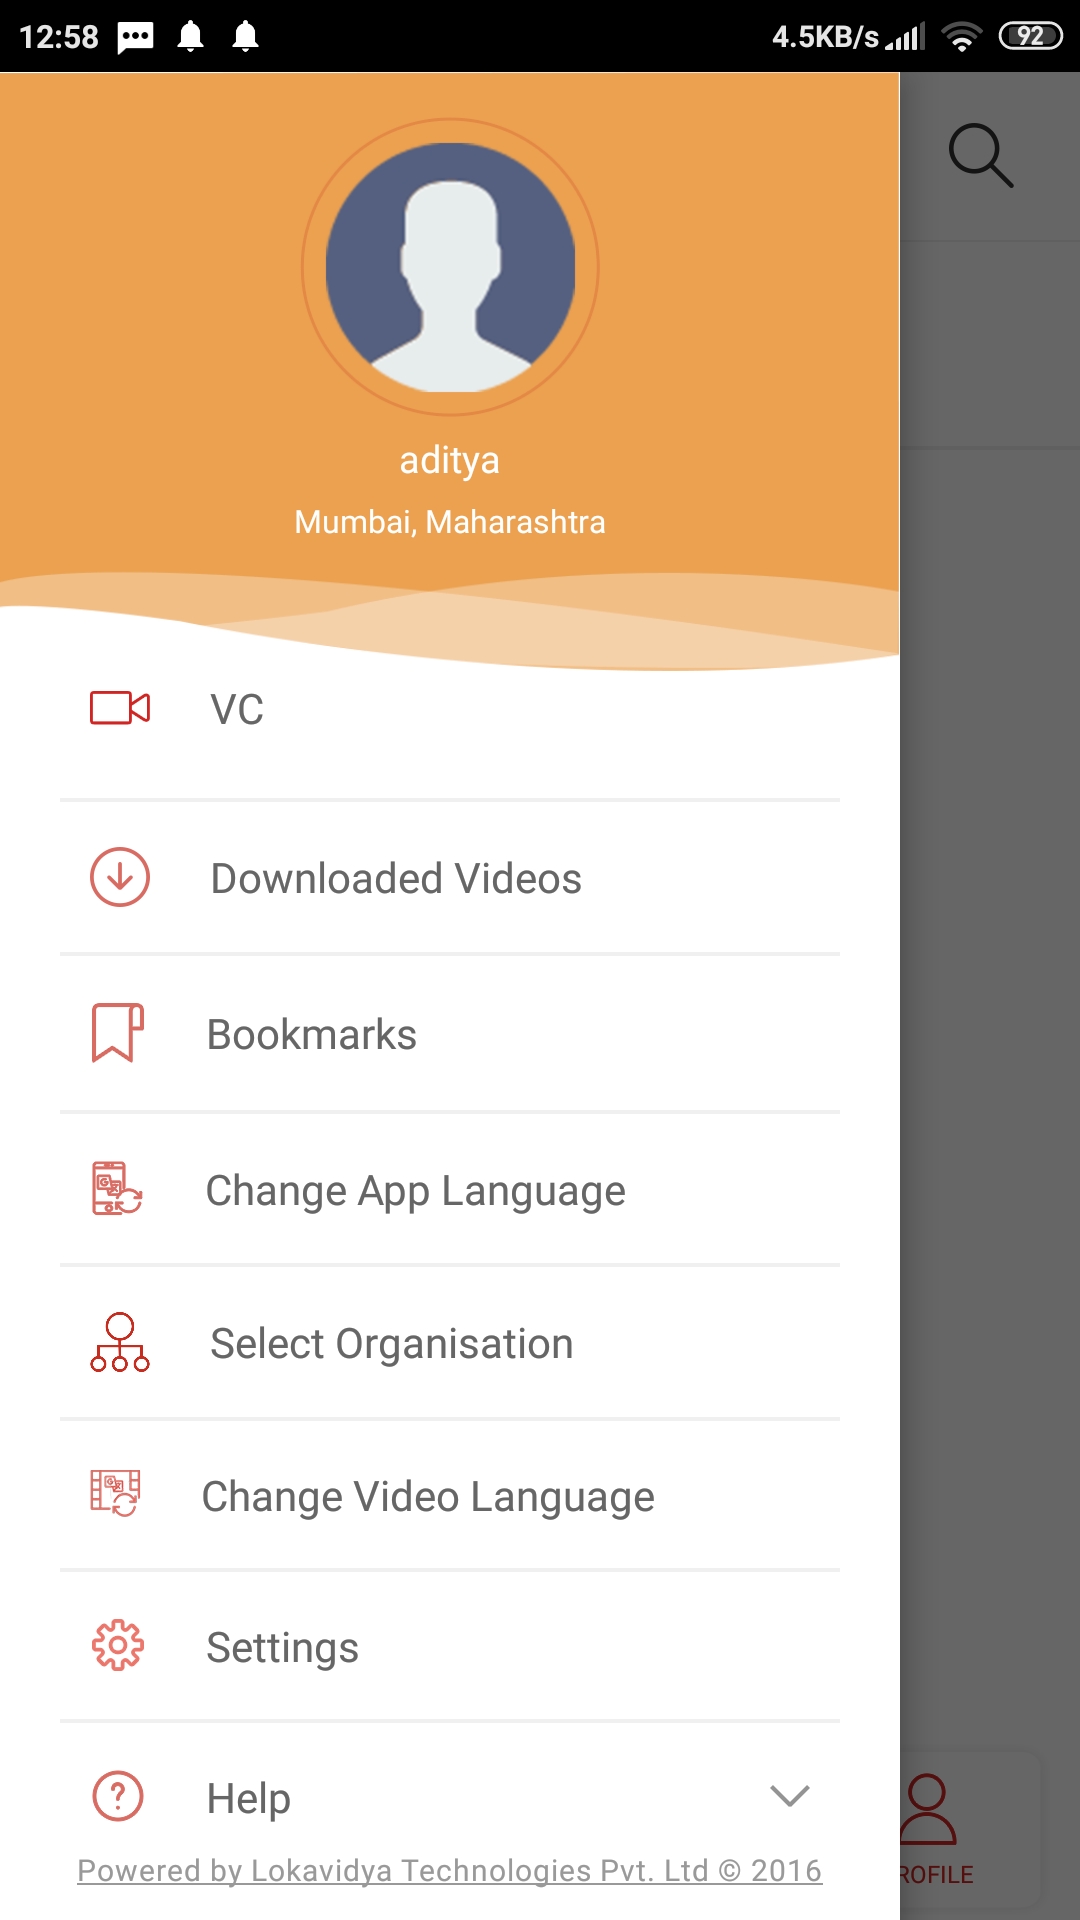 12:58 4.5KB/s 92
aditya
Mumbai, Maharashtra
VC
Downloaded Videos
Bookmarks
Change App Language
Select Organisation
Change Video Language
Settings
Help
Powered by Lokavidya Technologies Pvt. Ltd © 2016
ROFILE